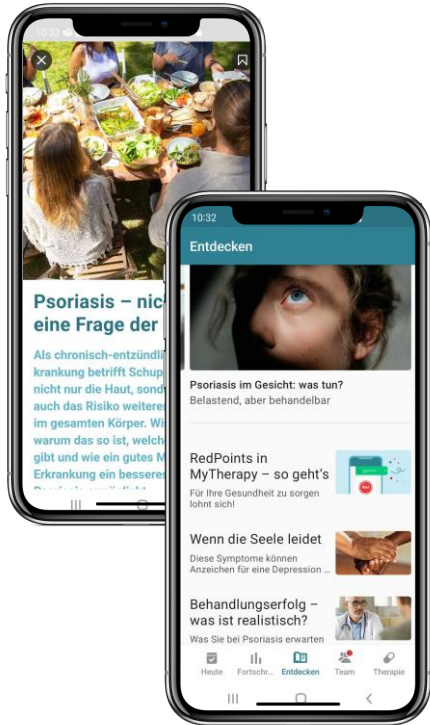 10:32
Psoriasis – nic
eine Frage der
Als chronisch-entzündli
krankung betrifft Schup
nicht nur die Haut, sond
auch das Risiko weiterer
im gesamten Körper. Wi
warum das so ist, welch
gibt und wie ein gutes M
Erkrankung ein besseres
10:32
Entdecken
Psoriasis im Gesicht: was tun?
Belastend, aber behandelbar
RedPoints in
MyTherapy – so geht's
Für Ihre Gesundheit zu sorgen
lohnt sich!
Wenn die Seele leidet
Diese Symptome können
Anzeichen für eine Depression ...
Behandlungserfolg –
was ist realistisch?
Was Sie bei Psoriasis erwarten
Heute Fortschr... Entdecken Team Therapie